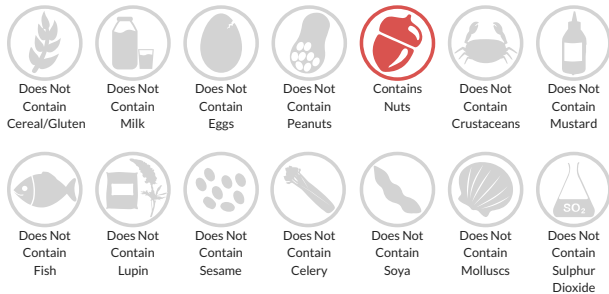 Does Not
Contain
Cereal/Gluten
Does Not
Contain
Milk
Does Not
Contain
Eggs
Does Not
Contain
Peanuts
Contains
Nuts
Does Not
Contain
Crustaceans
Does Not
Contain
Mustard
Does Not
Contain
Fish
Does Not
Contain
Lupin
Does Not
Contain
Sesame
Does Not
Contain
Celery
Does Not
Contain
Soya
Does Not
Contain
Molluscs
SO₂
Does Not
Contain
Sulphur
Dioxide